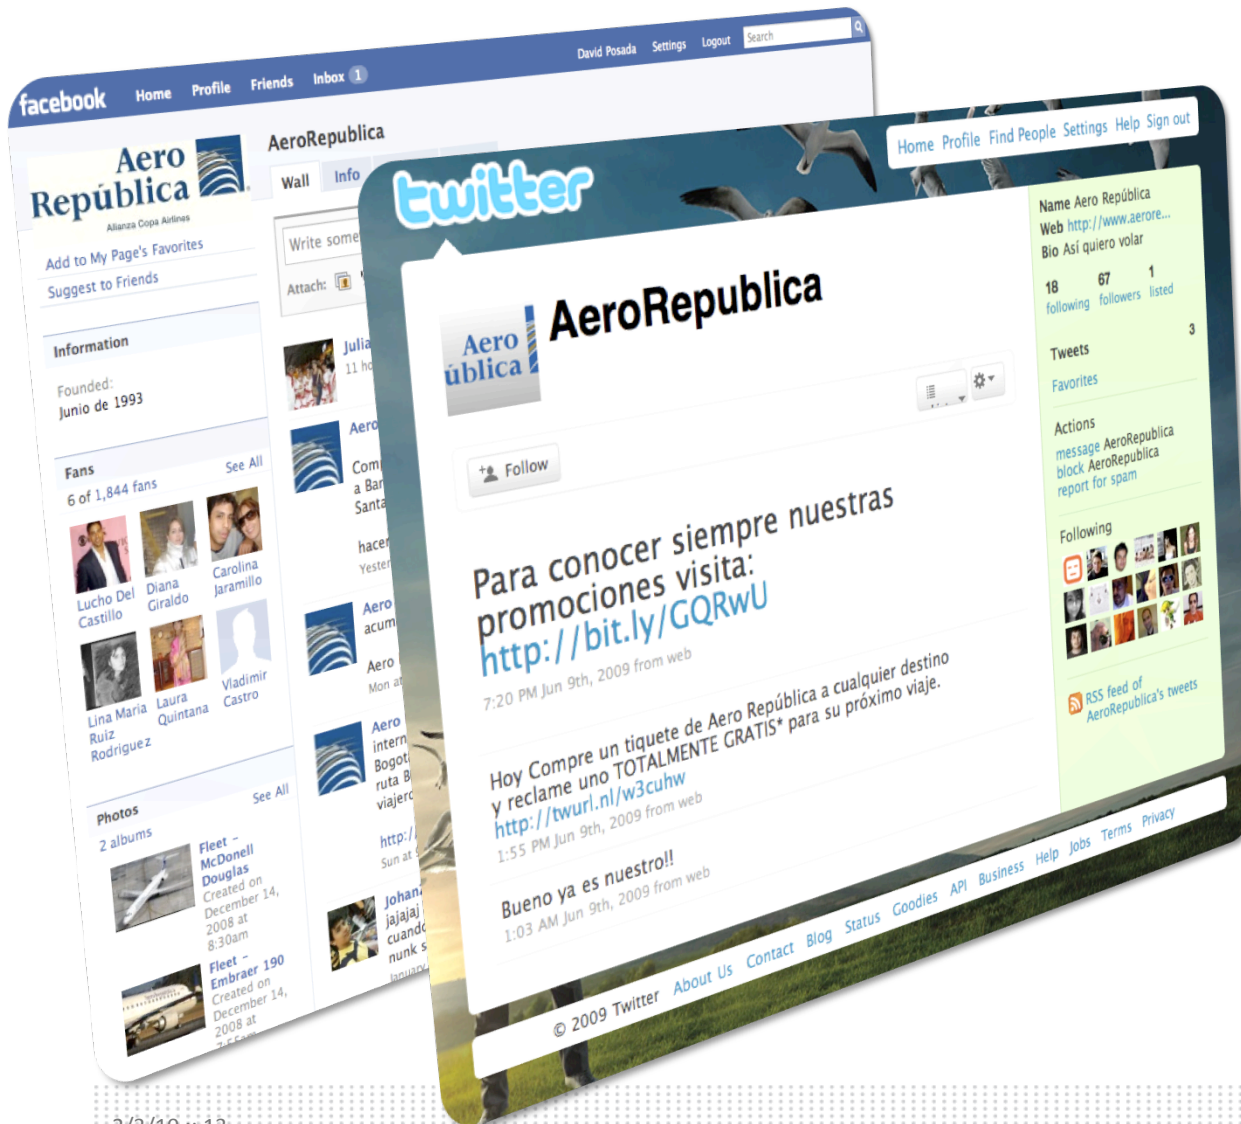 facebook
Home Profile Friends Inbox 1
David Posada Settings Logout Search
Aero
República
Alianza Copa Airlines
Add to My Page's Favorites
Suggest to Friends
Information
Founded:
Junio de 1993
Fans
6 of 1,844 fans See All
Lucho Del
Castillo
Diana
Giraldo
Carolina
Jaramillo
Lina Maria
Ruiz
Rodriguez
Laura
Quintana
Vladimir
Castro
Photos
2 albums See All
Fleet -
McDonell
Douglas
Created on
December 14,
2008 at
8:30am
Fleet -
Embraer 190
Created on
December 14,
2008 at
AeroRepublica
Wall Info
Write
Attach:
11
Aero
a
hacer
Aero
Aero
Mon
Aero
Sun at
jajajaj
twitter
Home Profile Find People Settings Help Sign out
Aero
ública
AeroRepublica
Follow
Para conocer siempre nuestras
promociones visita:
http://bit.ly/GQRwU
7:20 PM Jun 9th, 2009 from web
Hoy Compre un tiquete de Aero República a cualquier destino
y reclame uno TOTALMENTE GRATIS* para su próximo viaje.
http://twurl.nl/w3cuhw
1:55 PM Jun 9th, 2009 from web
Bueno ya es nuestro!!
1:03 AM Jun 9th, 2009 from web
Name Aero República
Web http://www.aerore...
Bio Así quiero volar
18 67 1
following followers listed
Tweets 3
Favorites
Actions
message AeroRepublica
block AeroRepublica
report for spam
Following
RSS feed of
AeroRepublica's tweets
© 2009 Twitter About Us Contact Blog Status Goodies API Business Help Jobs Terms Privacy